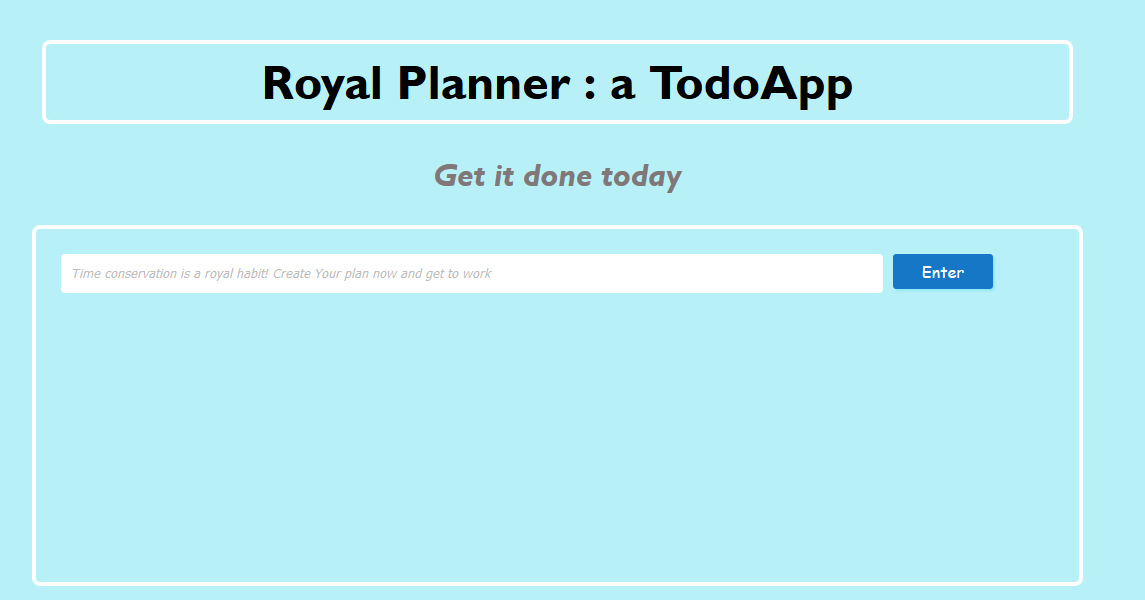 Royal Planner : a TodoApp
Get it done today
Time conservation is a royal habit! Create Your plan now and get to work
Enter